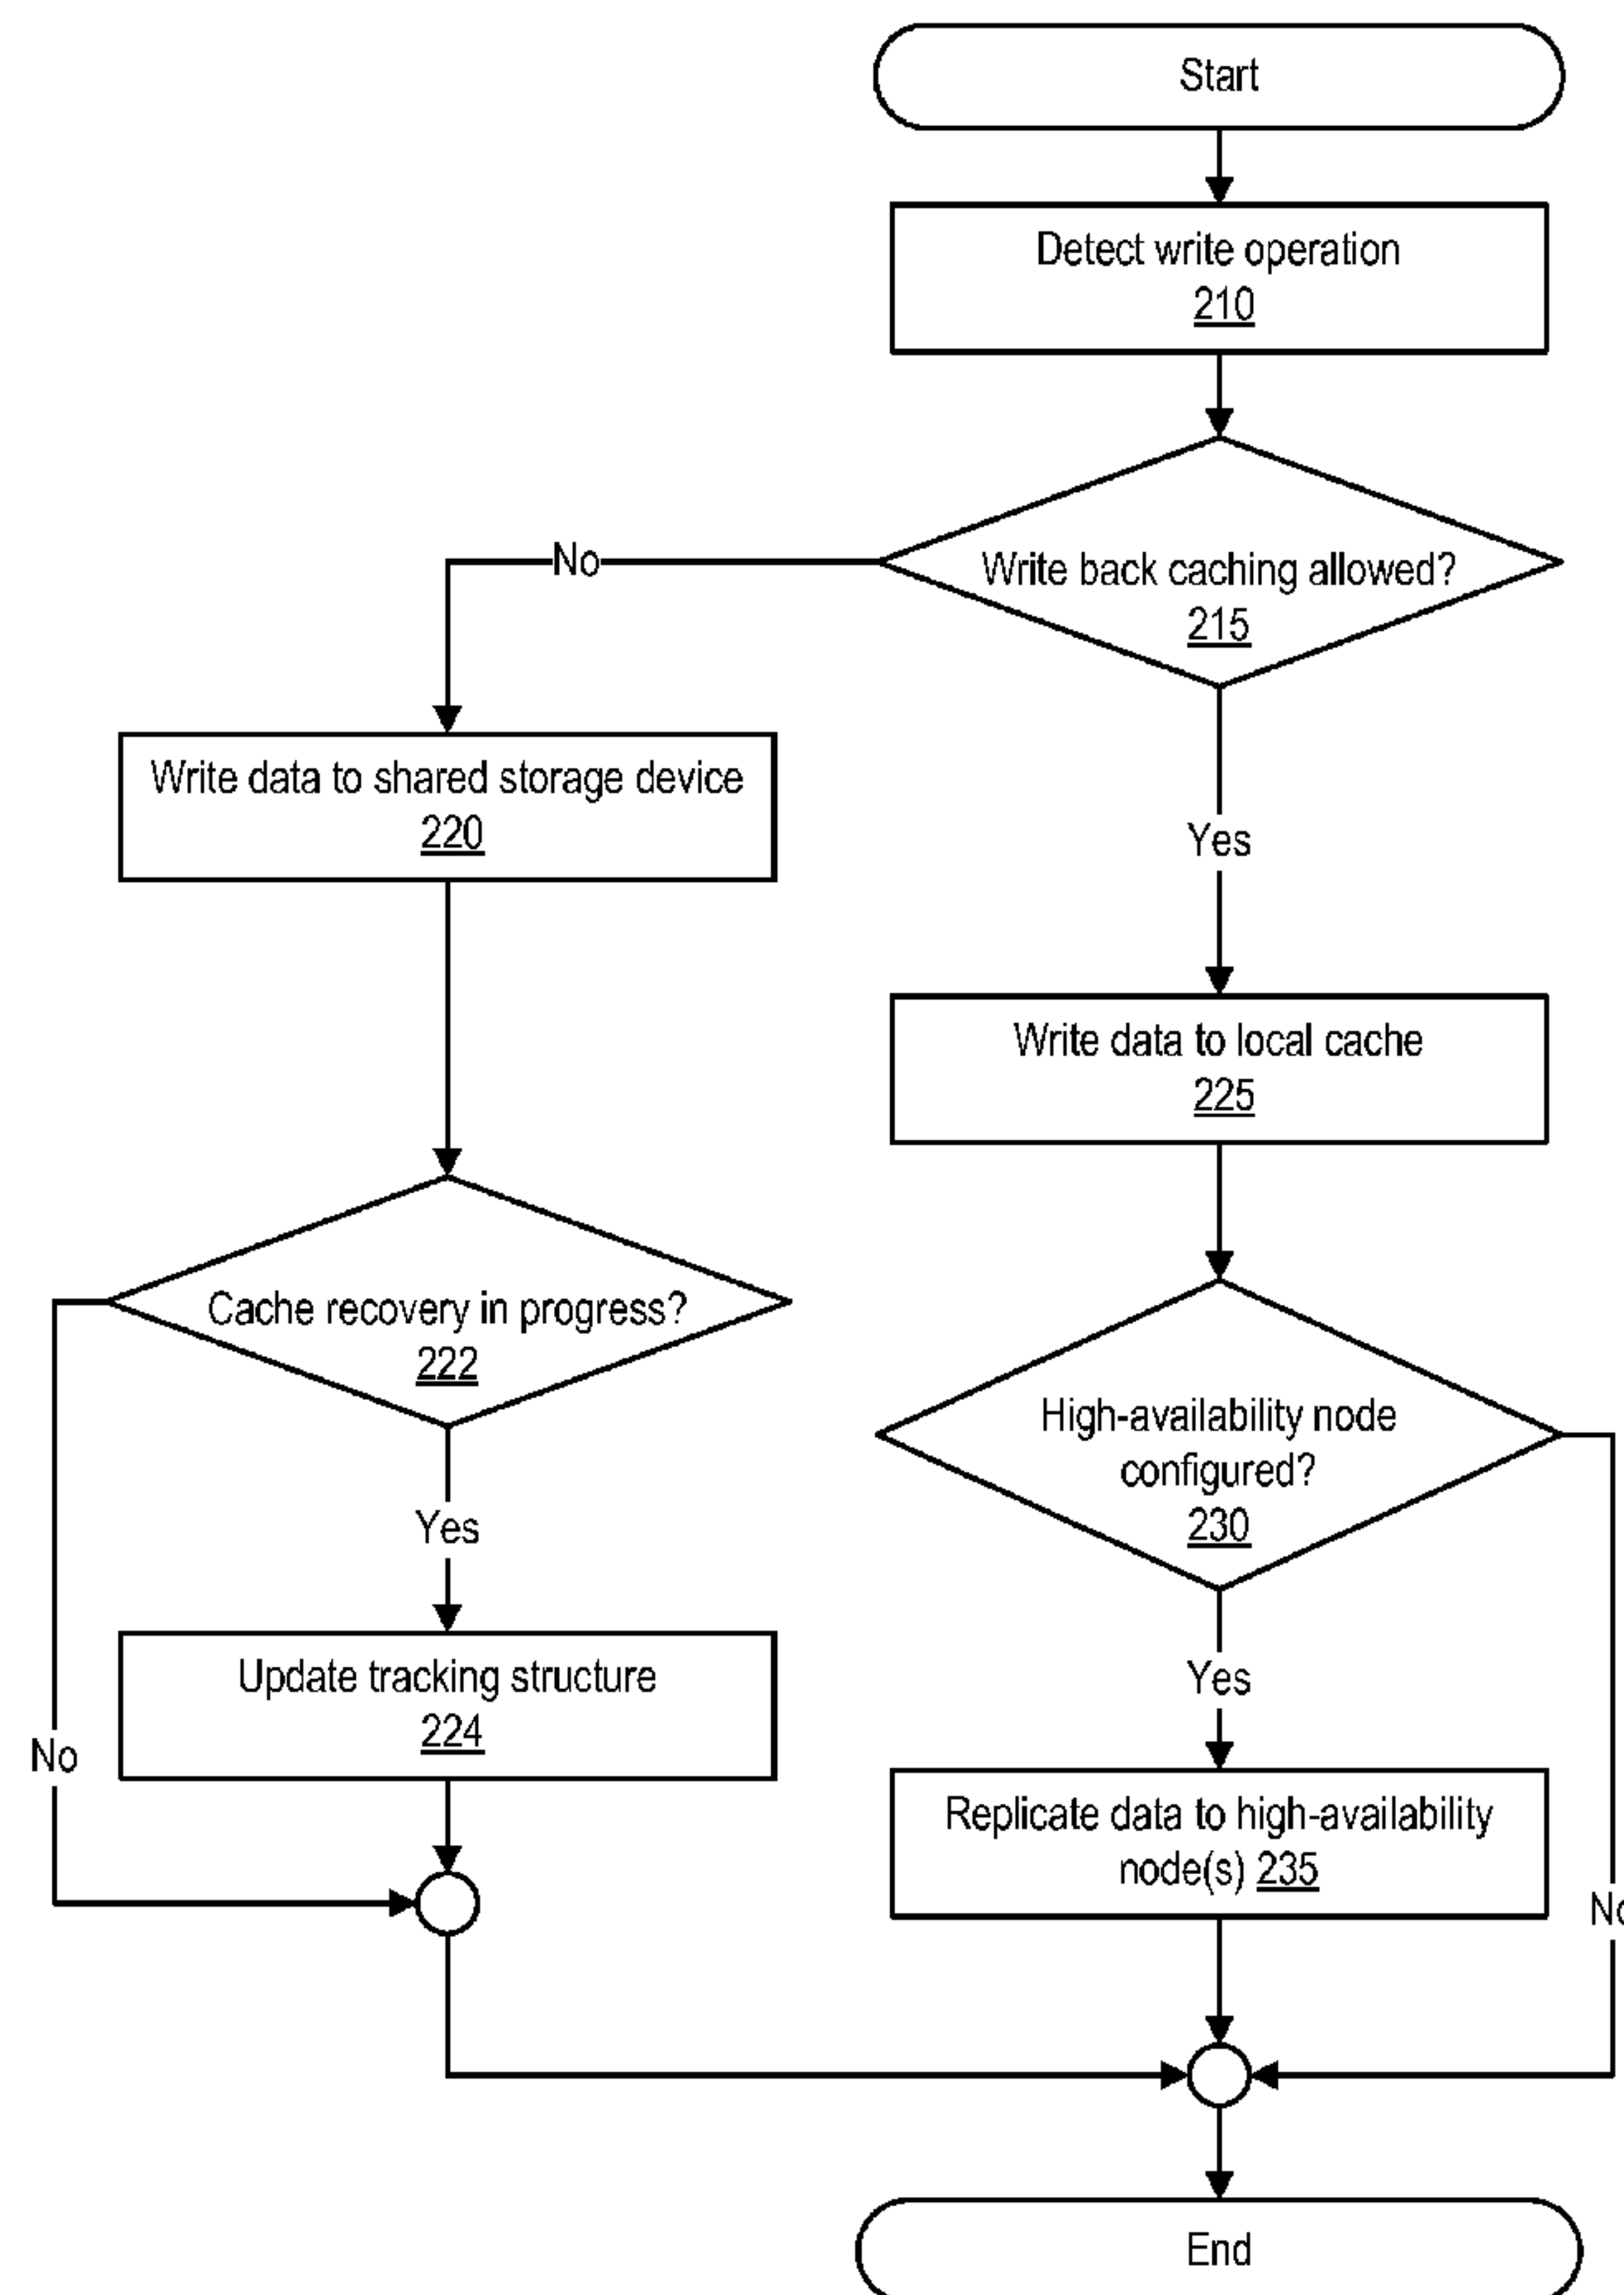 Start
Detect write operation
210
Write back caching allowed?
215
No
Yes
Write data to shared storage device
220
Write data to local cache
225
Cache recovery in progress?
222
High-availability node
configured?
230
Yes
Yes
Update tracking structure
224
No
Replicate data to high-availability
node(s) 235
No
End